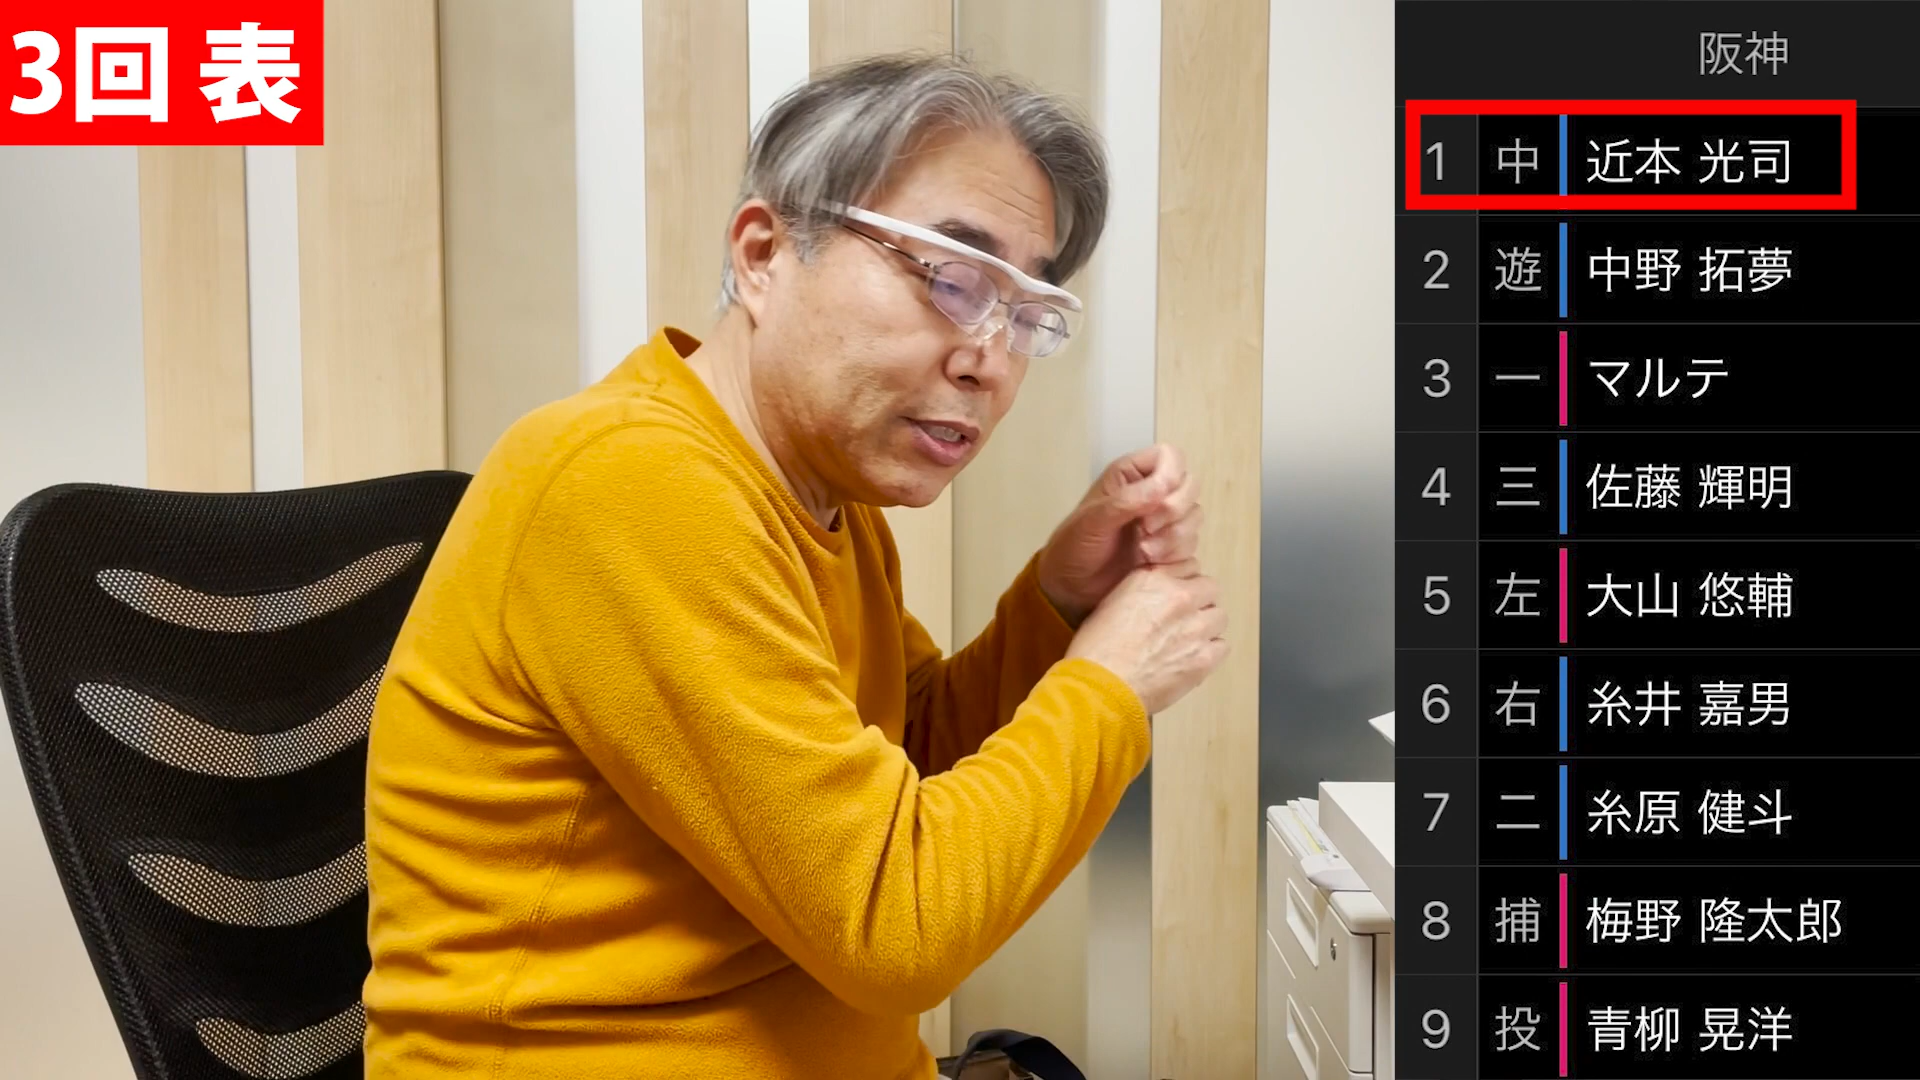 3回 表
阪神
1 中 近本 光司
2 遊 中野 拓夢
3 一 マルテ
4 三 佐藤 輝明
5 左 大山 悠輔
6 右 糸井 嘉男
7 二 糸原 健斗
8 捕 梅野 隆太郎
9 投 青柳 晃洋